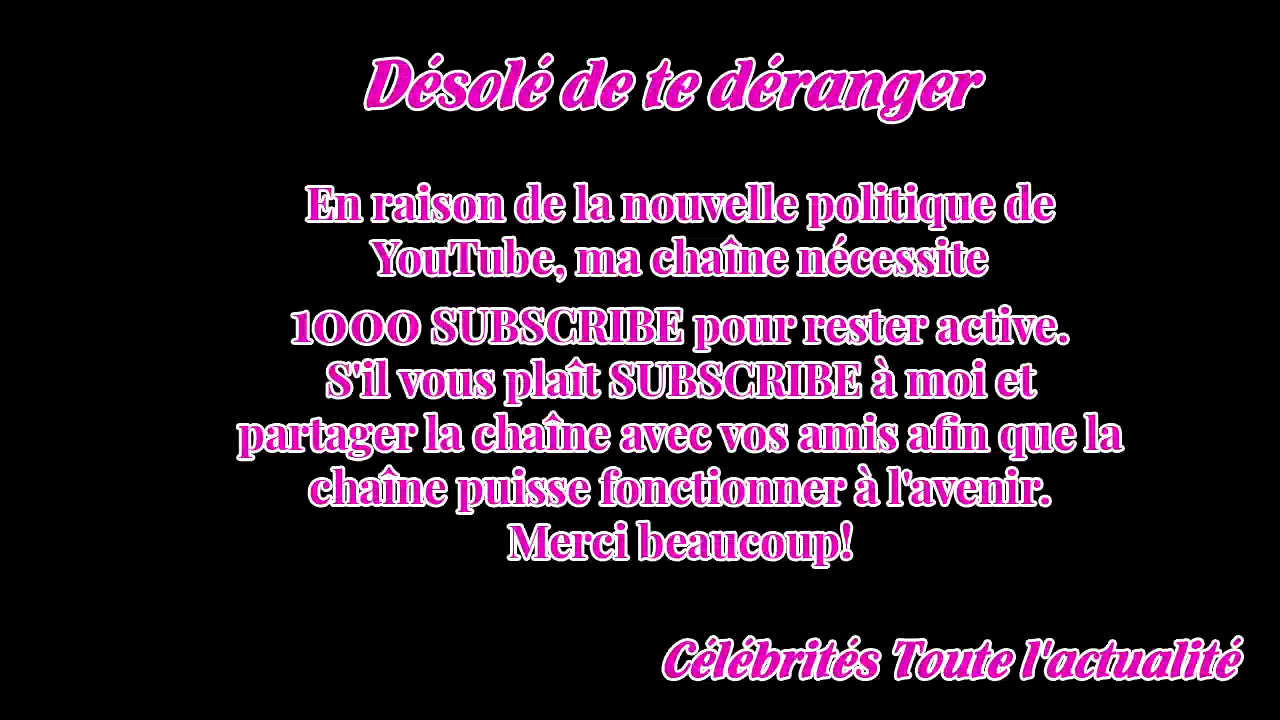 Désolé de te déranger
En raison de la nouvelle politique de
YouTube, ma chaîne nécessite
1000 SUBSCRIBE pour rester active.
S'il vous plaît SUBSCRIBE à moi et
partager la chaîne avec vos amis afin que la
chaîne puisse fonctionner à l'avenir.
Merci beaucoup!
Célébrités Toute l'actualité